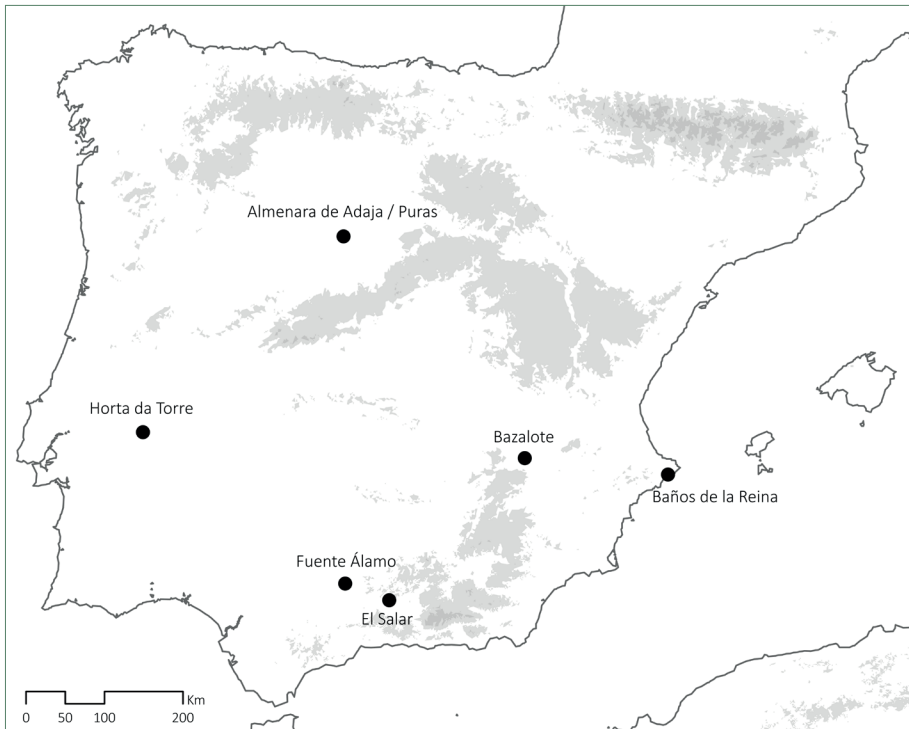 Almenara de Adaja / Puras
Horta da Torre
Bazalote
Baños de la Reina
Fuente Álamo
El Salar
Km
0 50 100 200